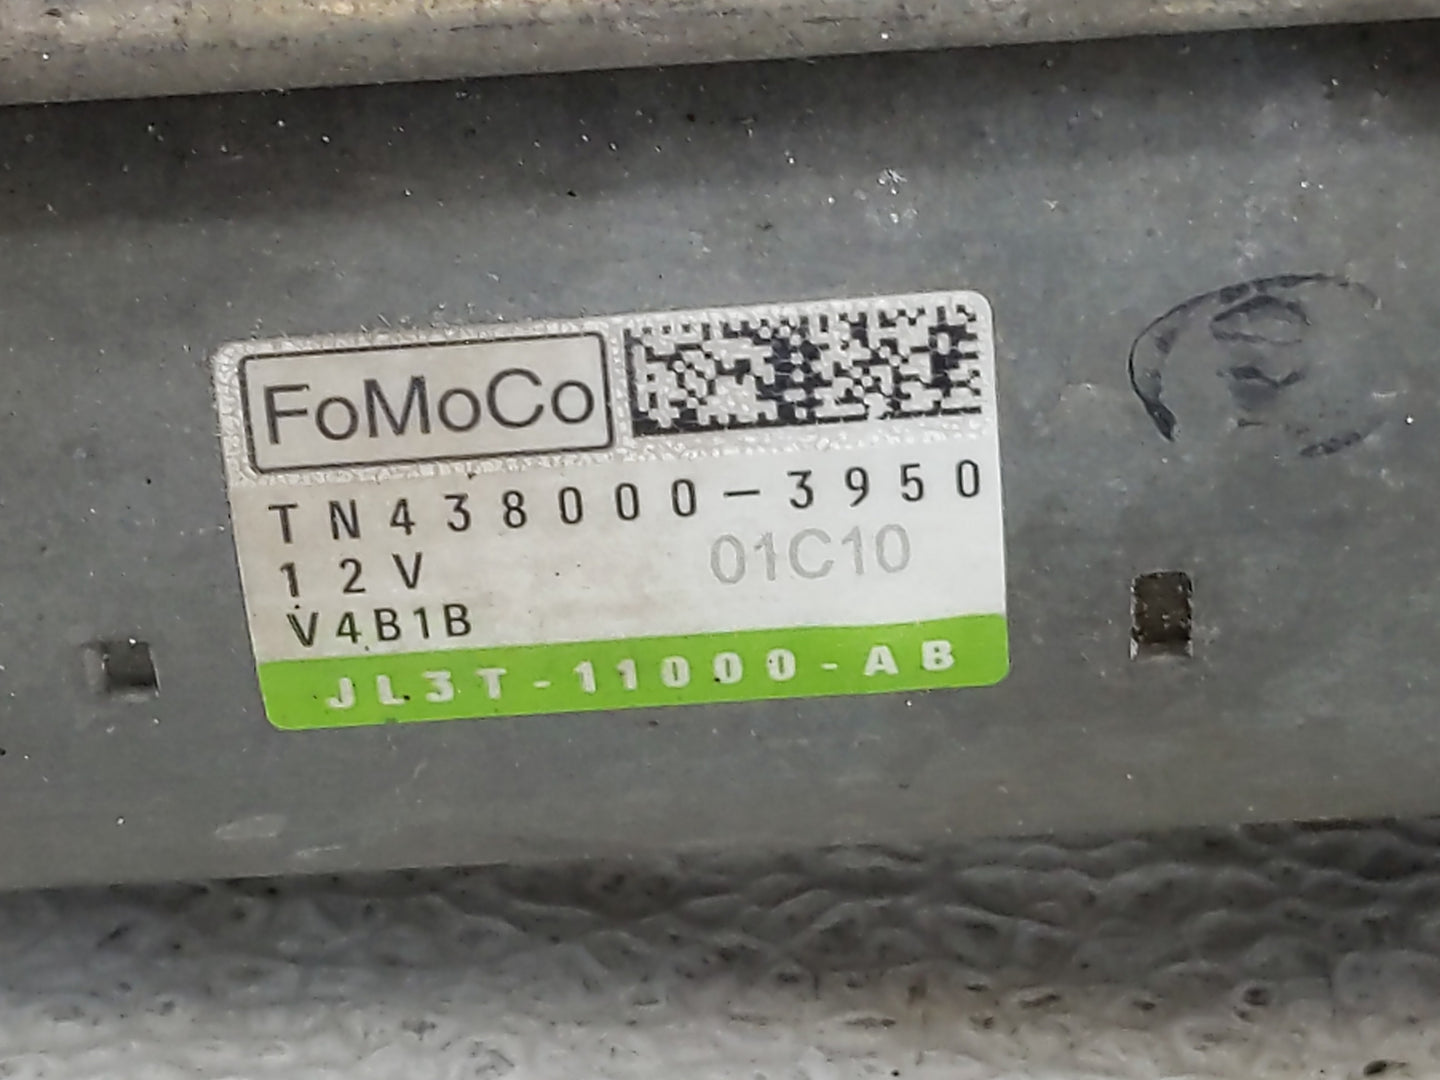 FoMoCo
TN438000-3950
12V 01C10
V4B1B
JL3T-11000-AB